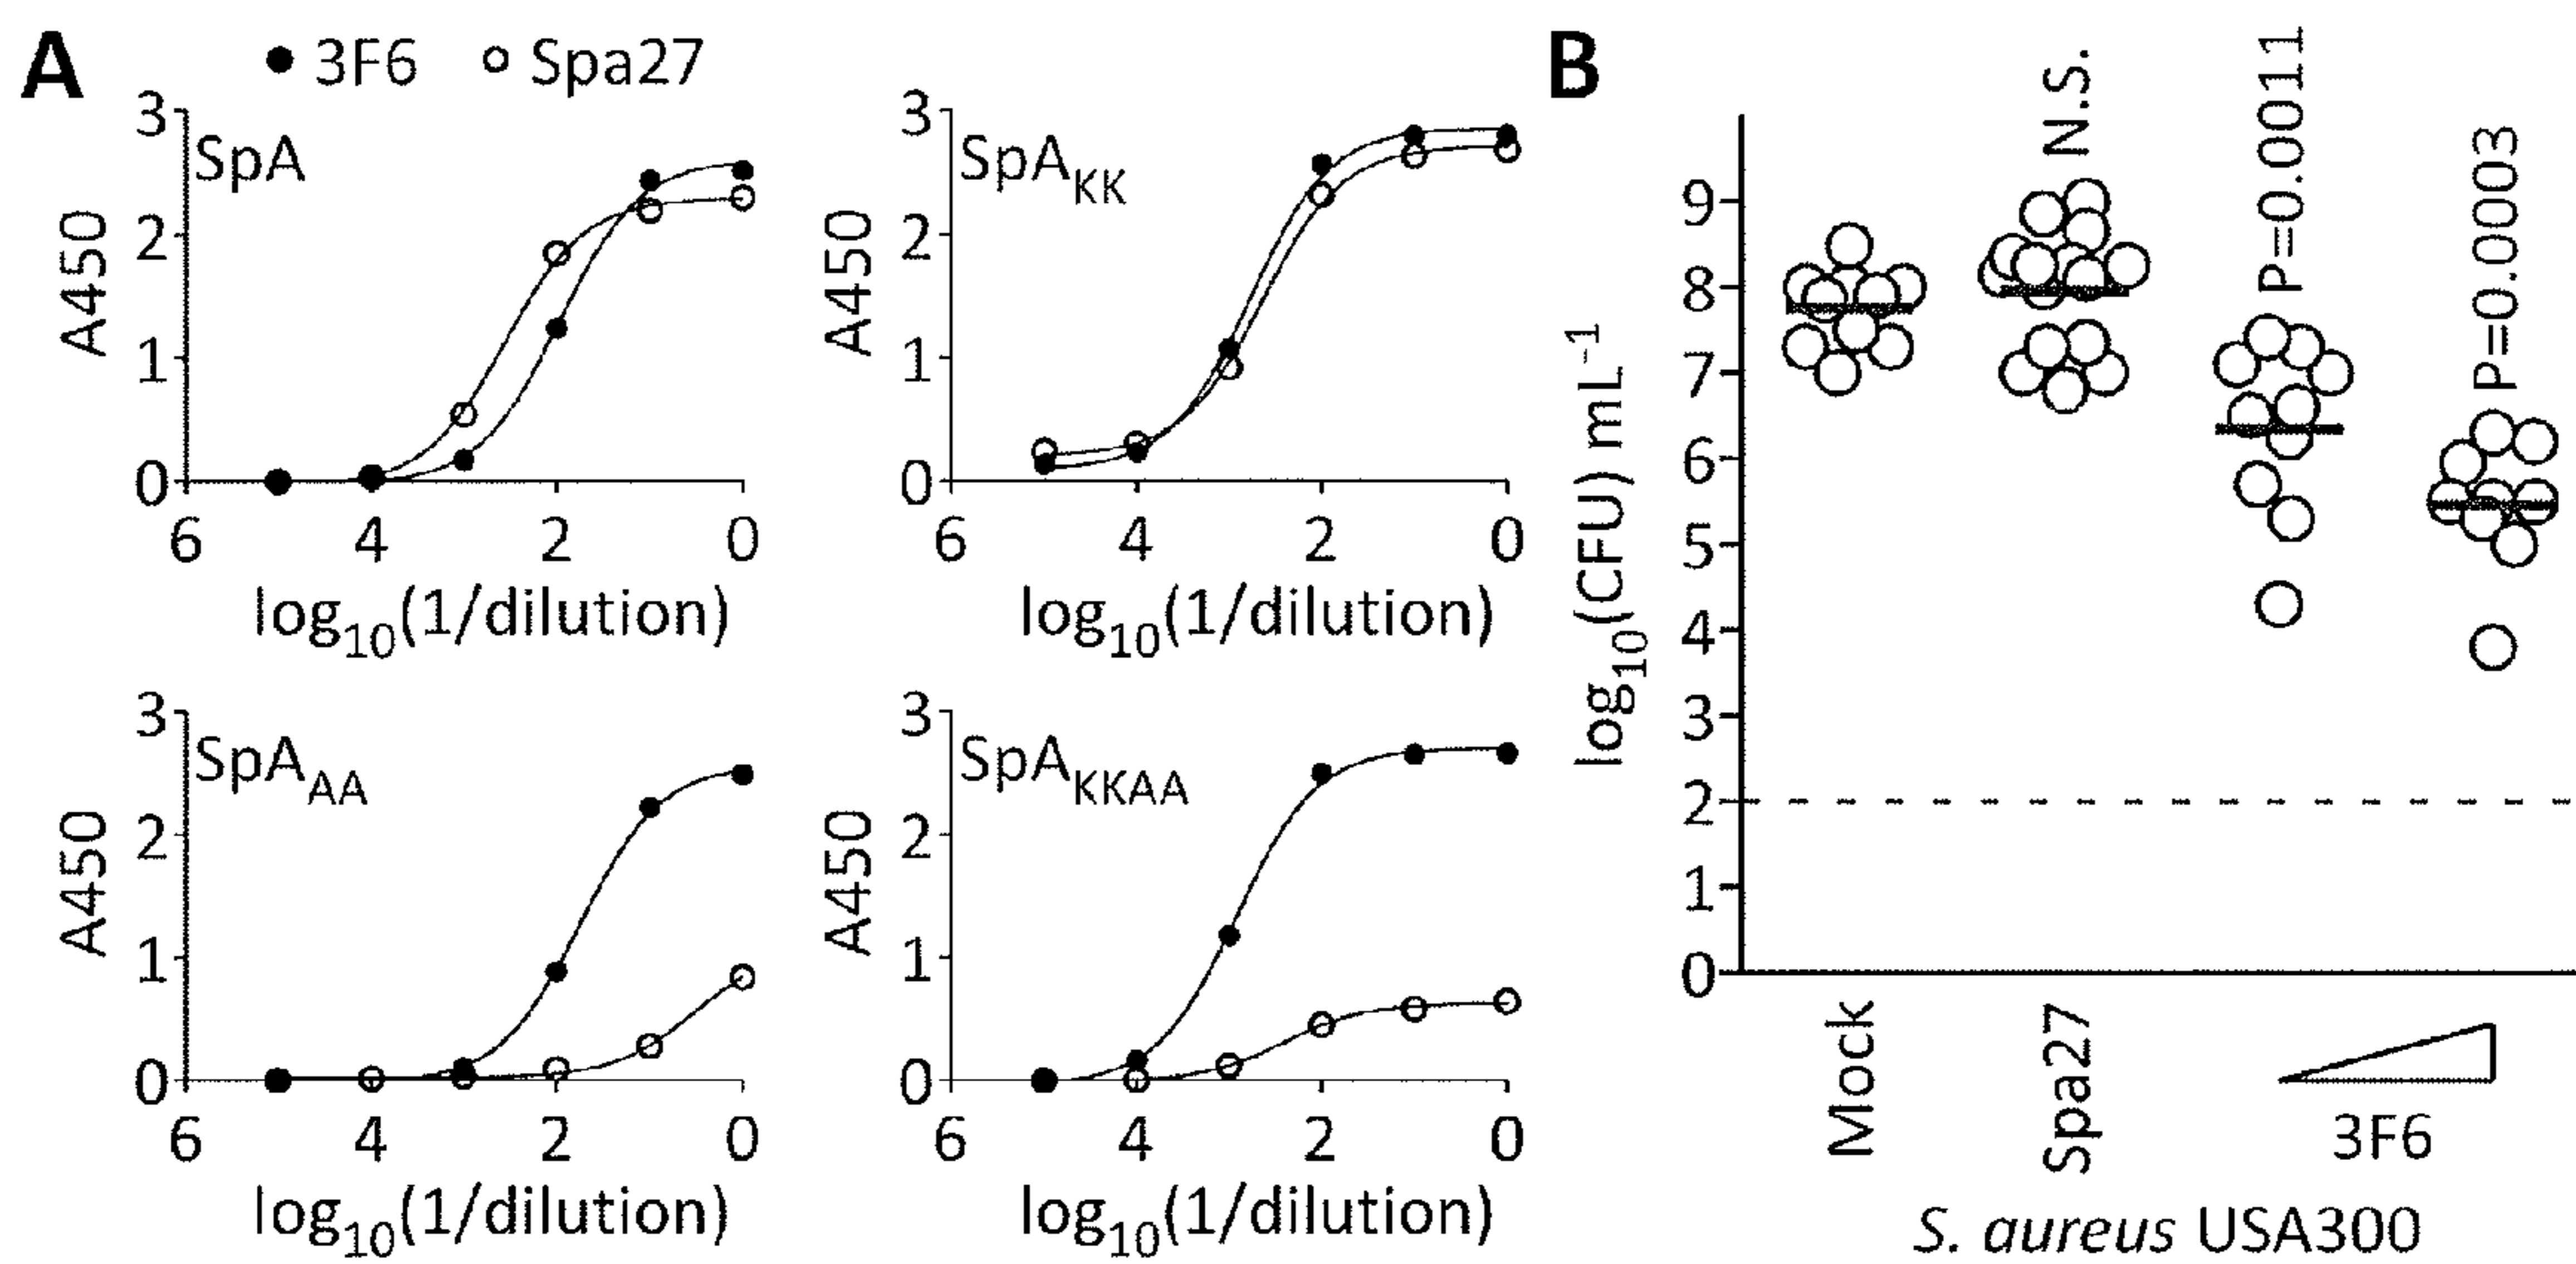 A
● 3F6 ○ Spa27
SpA
A450
3
2
1
0
6 4 2 0
log10(1/dilution)
SpAKK
A450
3
2
1
0
6 4 2 0
log10(1/dilution)
SpAAA
A450
3
2
1
0
6 4 2 0
log10(1/dilution)
SpAKKAA
A450
3
2
1
0
6 4 2 0
log10(1/dilution)
B
N.S.
P=0.0011
P=0.0003
log10(CFU) mL-1
9
8
7
6
5
4
3
2
1
0
Mock
Spa27
3F6
S. aureus USA300